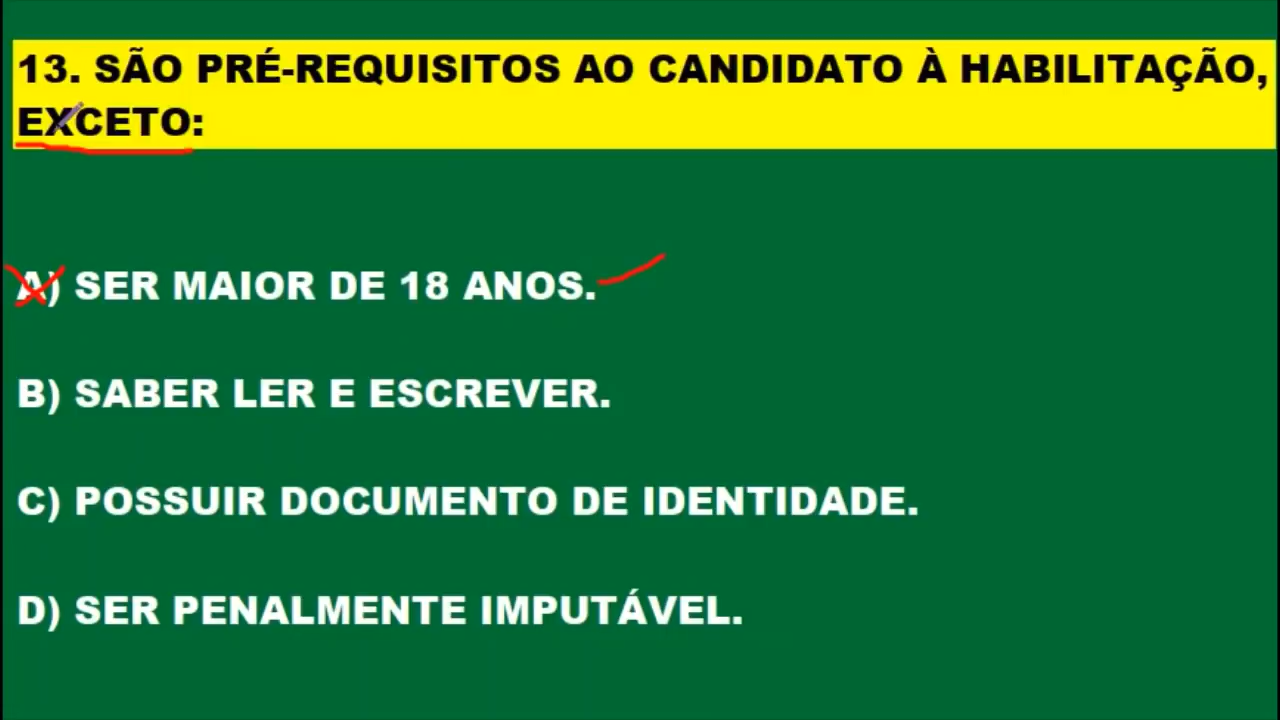 13. SÃO PRÉ-REQUISITOS AO CANDIDATO À HABILITAÇÃO,
EXCETO:
A) SER MAIOR DE 18 ANOS.
B) SABER LER E ESCREVER.
C) POSSUIR DOCUMENTO DE IDENTIDADE.
D) SER PENALMENTE IMPUTÁVEL.